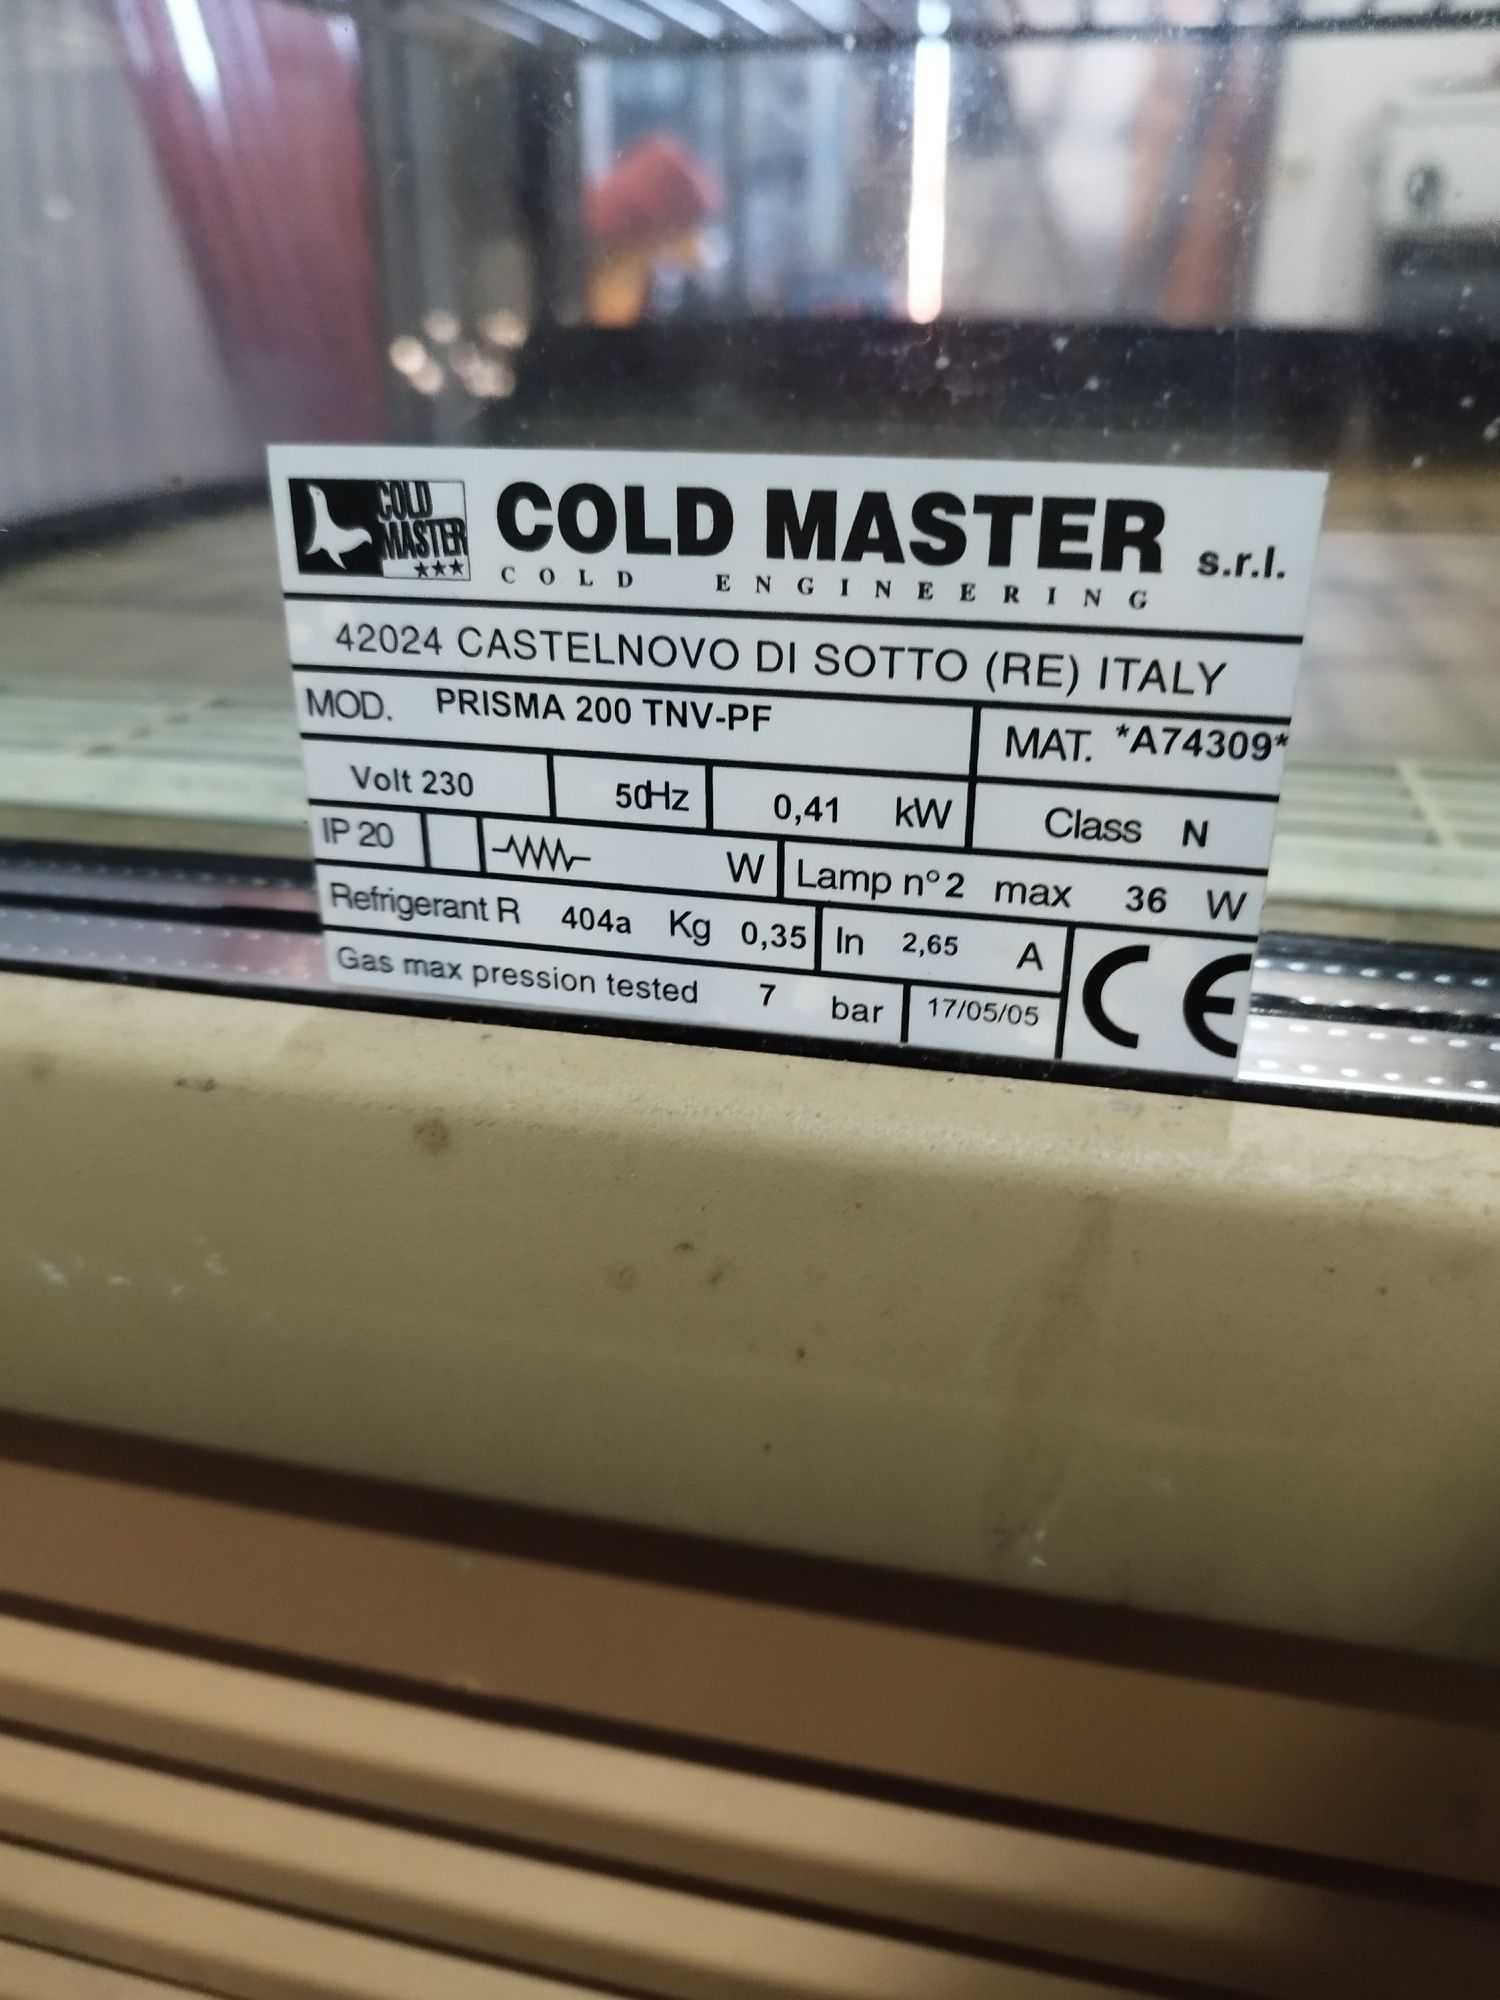 COLD
MASTER
COLD MASTER s.r.l.
COLD ENGINEERING
42024 CASTELNOVO DI SOTTO (RE) ITALY
MOD. PRISMA 200 TNV-PF MAT. *A74309*
Volt 230 50Hz 0,41 kW Class N
IP 20 W Lamp n° 2 max 36 W
Refrigerant R 404a Kg 0,35 In 2,65 A
Gas max pression tested 7 bar 17/05/05 CE